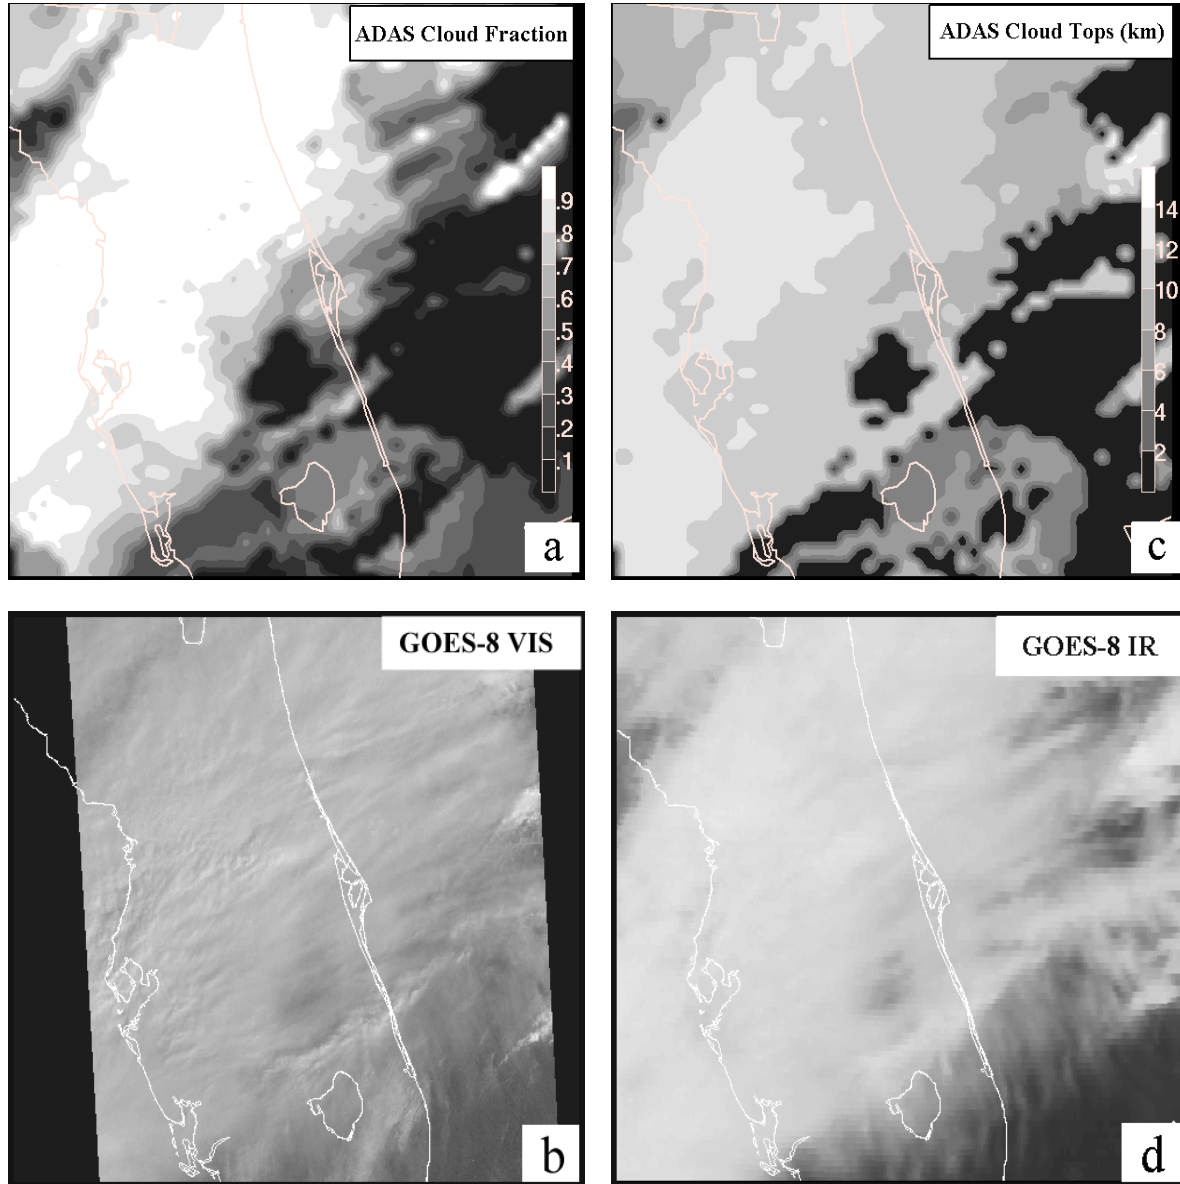 ADAS Cloud Fraction
.9
.8
.7
.6
.5
.4
.3
.2
.1
a
ADAS Cloud Tops (km)
14
12
10
8
6
4
2
c
GOES-8 VIS
b
GOES-8 IR
d